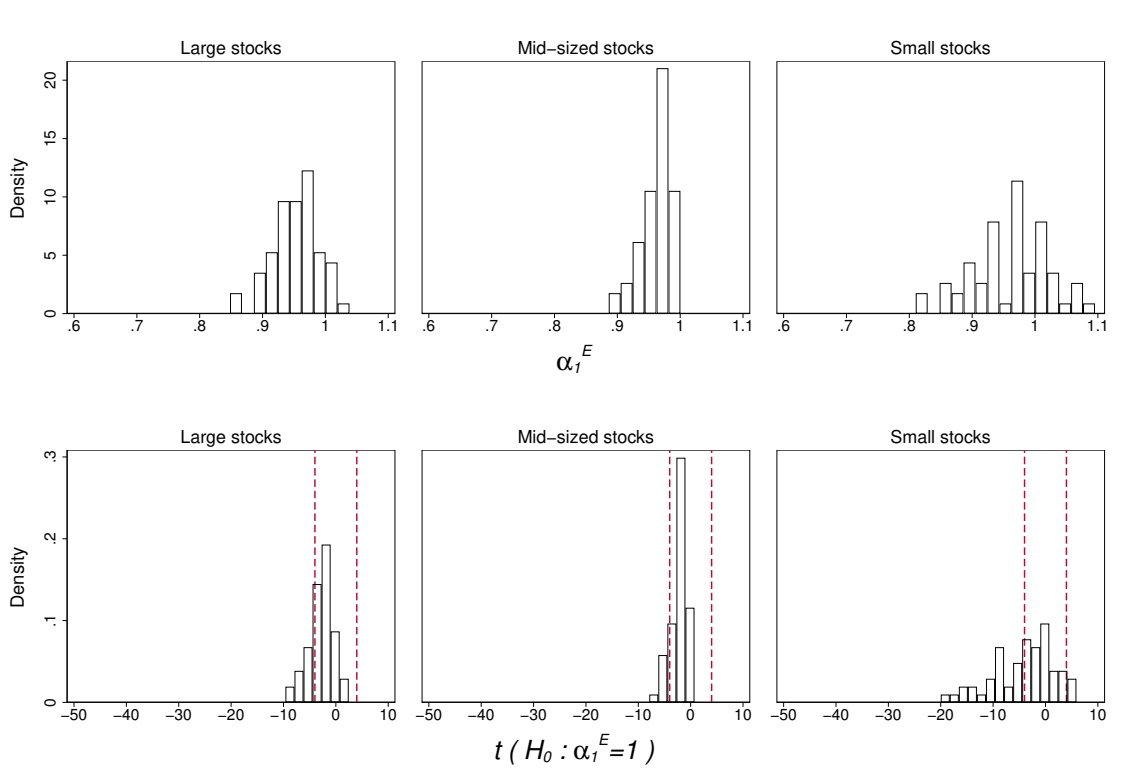 Large stocks
Mid−sized stocks
Small stocks
Density
20
15
10
5
0
.6 .7 .8 .9 1 1.1
.6 .7 .8 .9 1 1.1
.6 .7 .8 .9 1 1.1
α₁ᴱ
Large stocks
Mid−sized stocks
Small stocks
Density
.3
.2
.1
0
−50 −40 −30 −20 −10 0 10
−50 −40 −30 −20 −10 0 10
−50 −40 −30 −20 −10 0 10
t ( H₀ : α₁ᴱ=1 )